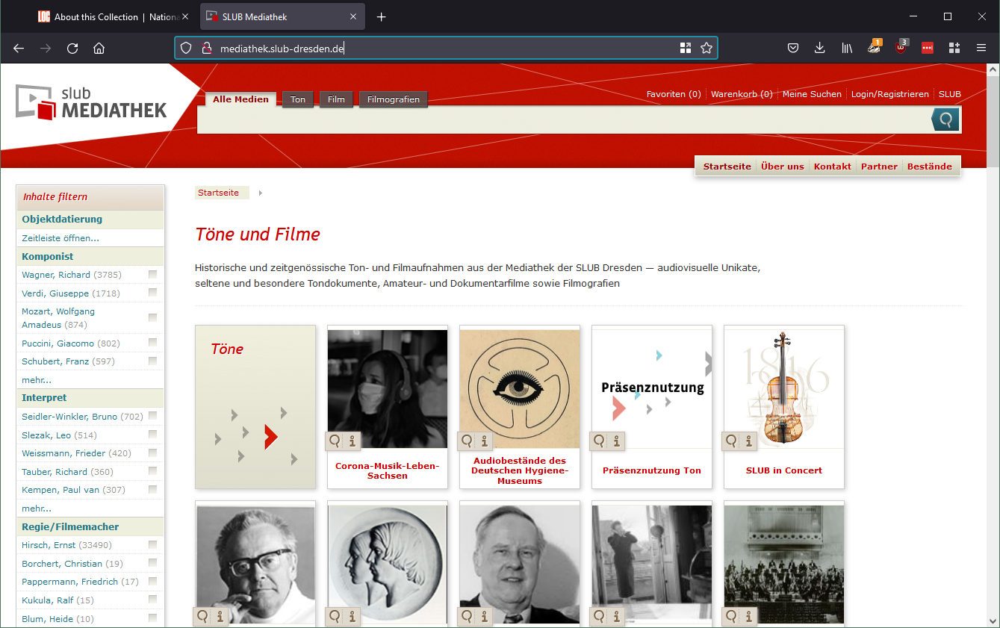 LOC About this Collection | Nationa
SLUB Mediathek
mediathek.slub-dresden.de
1
3
slub
MEDIATHEK
Alle Medien
Ton
Film
Filmografien
Favoriten (0)
Warenkorb (0)
Meine Suchen
Login/Registrieren
SLUB
Startseite
Über uns
Kontakt
Partner
Bestände
Inhalte filtern
Objektdatierung
Zeitleiste öffnen...
Komponist
Wagner, Richard (3785)
Verdi, Giuseppe (1718)
Mozart, Wolfgang
Amadeus (874)
Puccini, Giacomo (802)
Schubert, Franz (597)
mehr...
Interpret
Seidler-Winkler, Bruno (702)
Slezak, Leo (514)
Weissmann, Frieder (420)
Tauber, Richard (360)
Kempen, Paul van (307)
mehr...
Regie/Filmemacher
Hirsch, Ernst (33490)
Borchert, Christian (19)
Pappermann, Friedrich (17)
Kukula, Ralf (15)
Blum, Heide (10)
Startseite
Töne und Filme
Historische und zeitgenössische Ton- und Filmaufnahmen aus der Mediathek der SLUB Dresden — audiovisuelle Unikate,
seltene und besondere Tondokumente, Amateur- und Dokumentarfilme sowie Filmografien
Töne
Corona-Musik-Leben-
Sachsen
Audiobestände des
Deutschen Hygiene-
Museums
Präsenznutzung
Präsenznutzung Ton
1816
SLUB in Concert